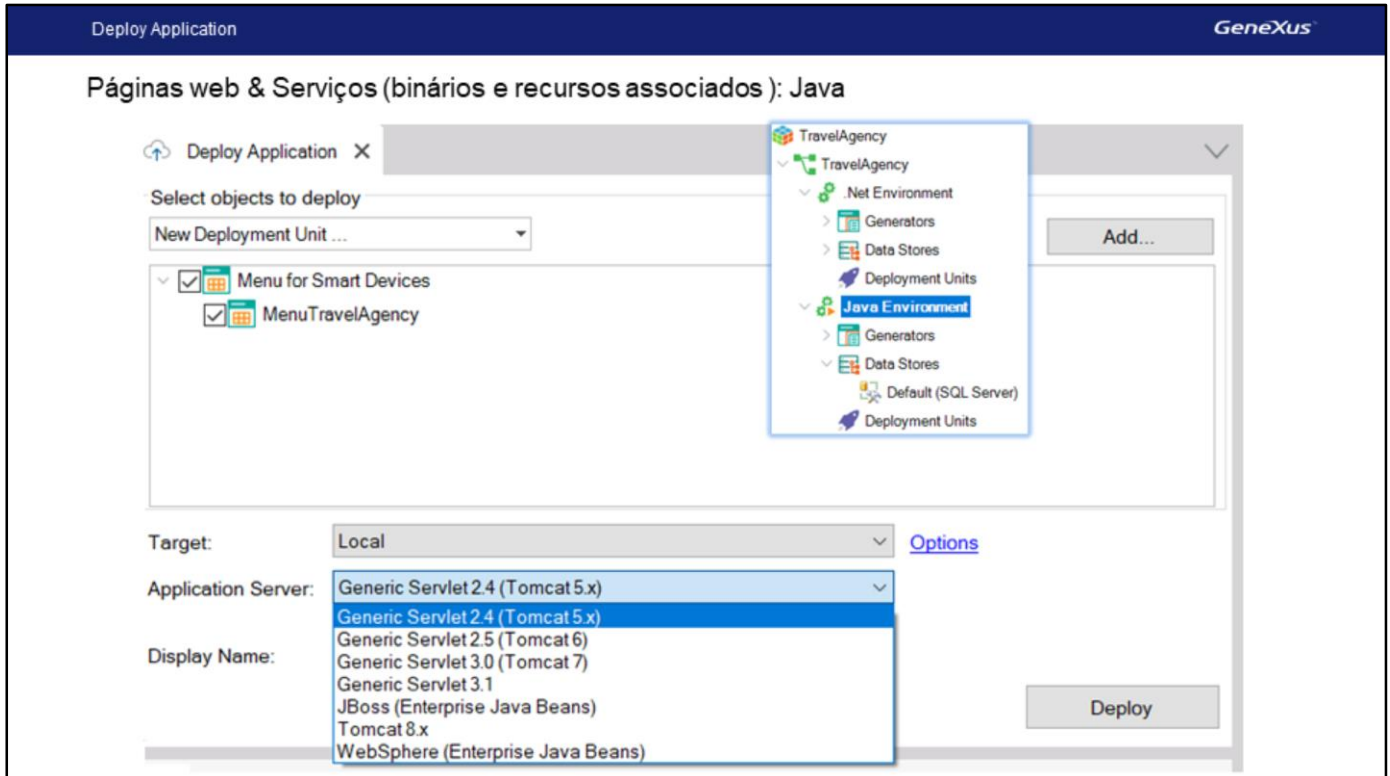 Deploy Application
GeneXus
Páginas web & Serviços (binários e recursos associados ): Java
Deploy Application
Select objects to deploy
New Deployment Unit ...
Add...
Menu for Smart Devices
MenuTravelAgency
TravelAgency
TravelAgency
.Net Environment
Generators
Data Stores
Deployment Units
Java Environment
Generators
Data Stores
Default (SQL Server)
Deployment Units
Target:
Local
Options
Application Server:
Generic Servlet 2.4 (Tomcat 5.x)
Generic Servlet 2.4 (Tomcat 5.x)
Generic Servlet 2.5 (Tomcat 6)
Generic Servlet 3.0 (Tomcat 7)
Generic Servlet 3.1
JBoss (Enterprise Java Beans)
Tomcat 8.x
WebSphere (Enterprise Java Beans)
Display Name:
Deploy